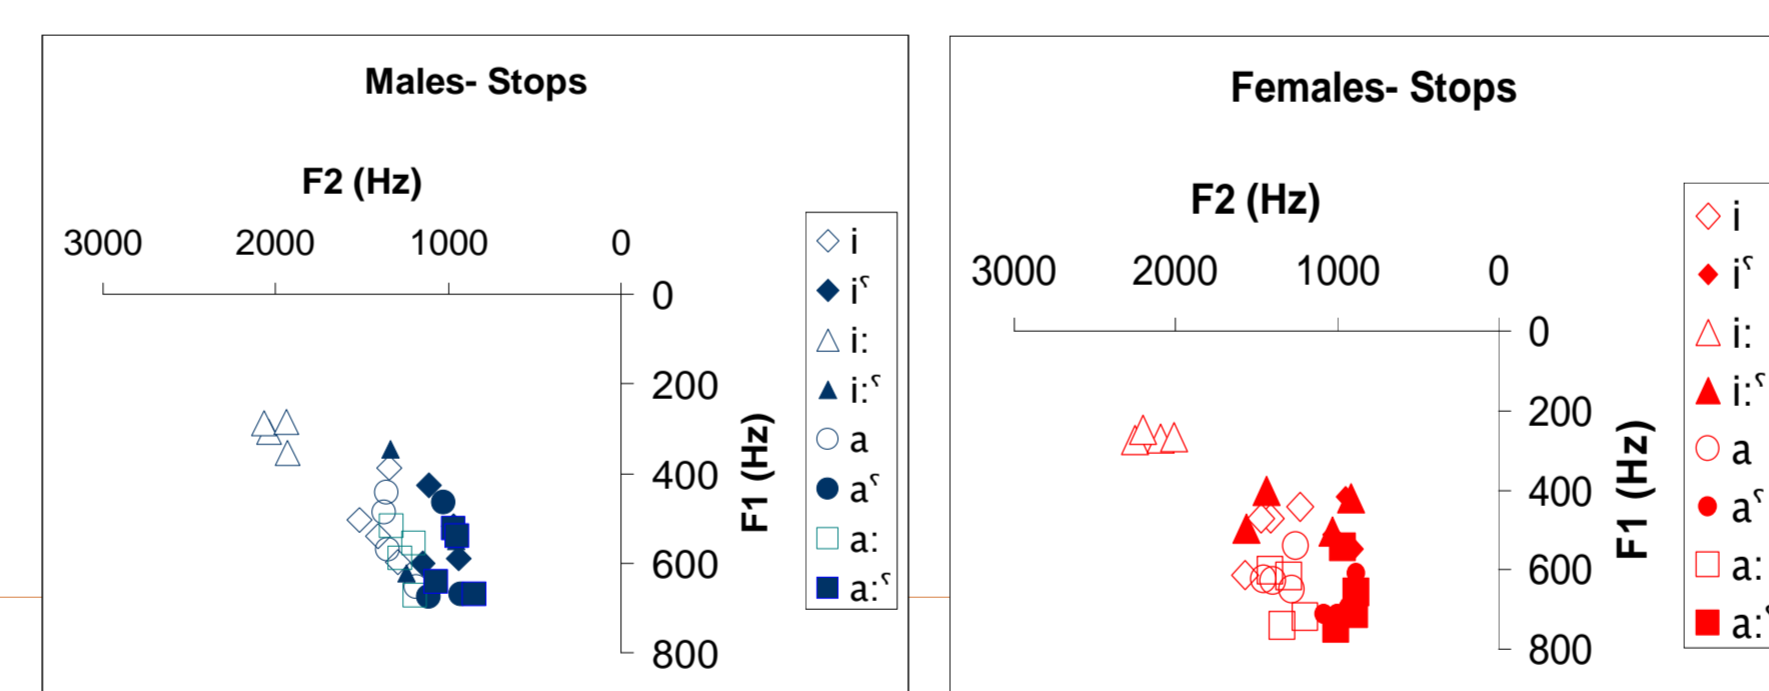 Males- Stops
F2 (Hz)
3000 2000 1000 0
0
200
400
600
800
F1 (Hz)
i
iˤ
i:
i:ˤ
a
aˤ
a:
a:ˤ
Females- Stops
F2 (Hz)
3000 2000 1000 0
0
200
400
600
800
F1 (Hz)
i
iˤ
i:
i:ˤ
a
aˤ
a:
a:ˤ